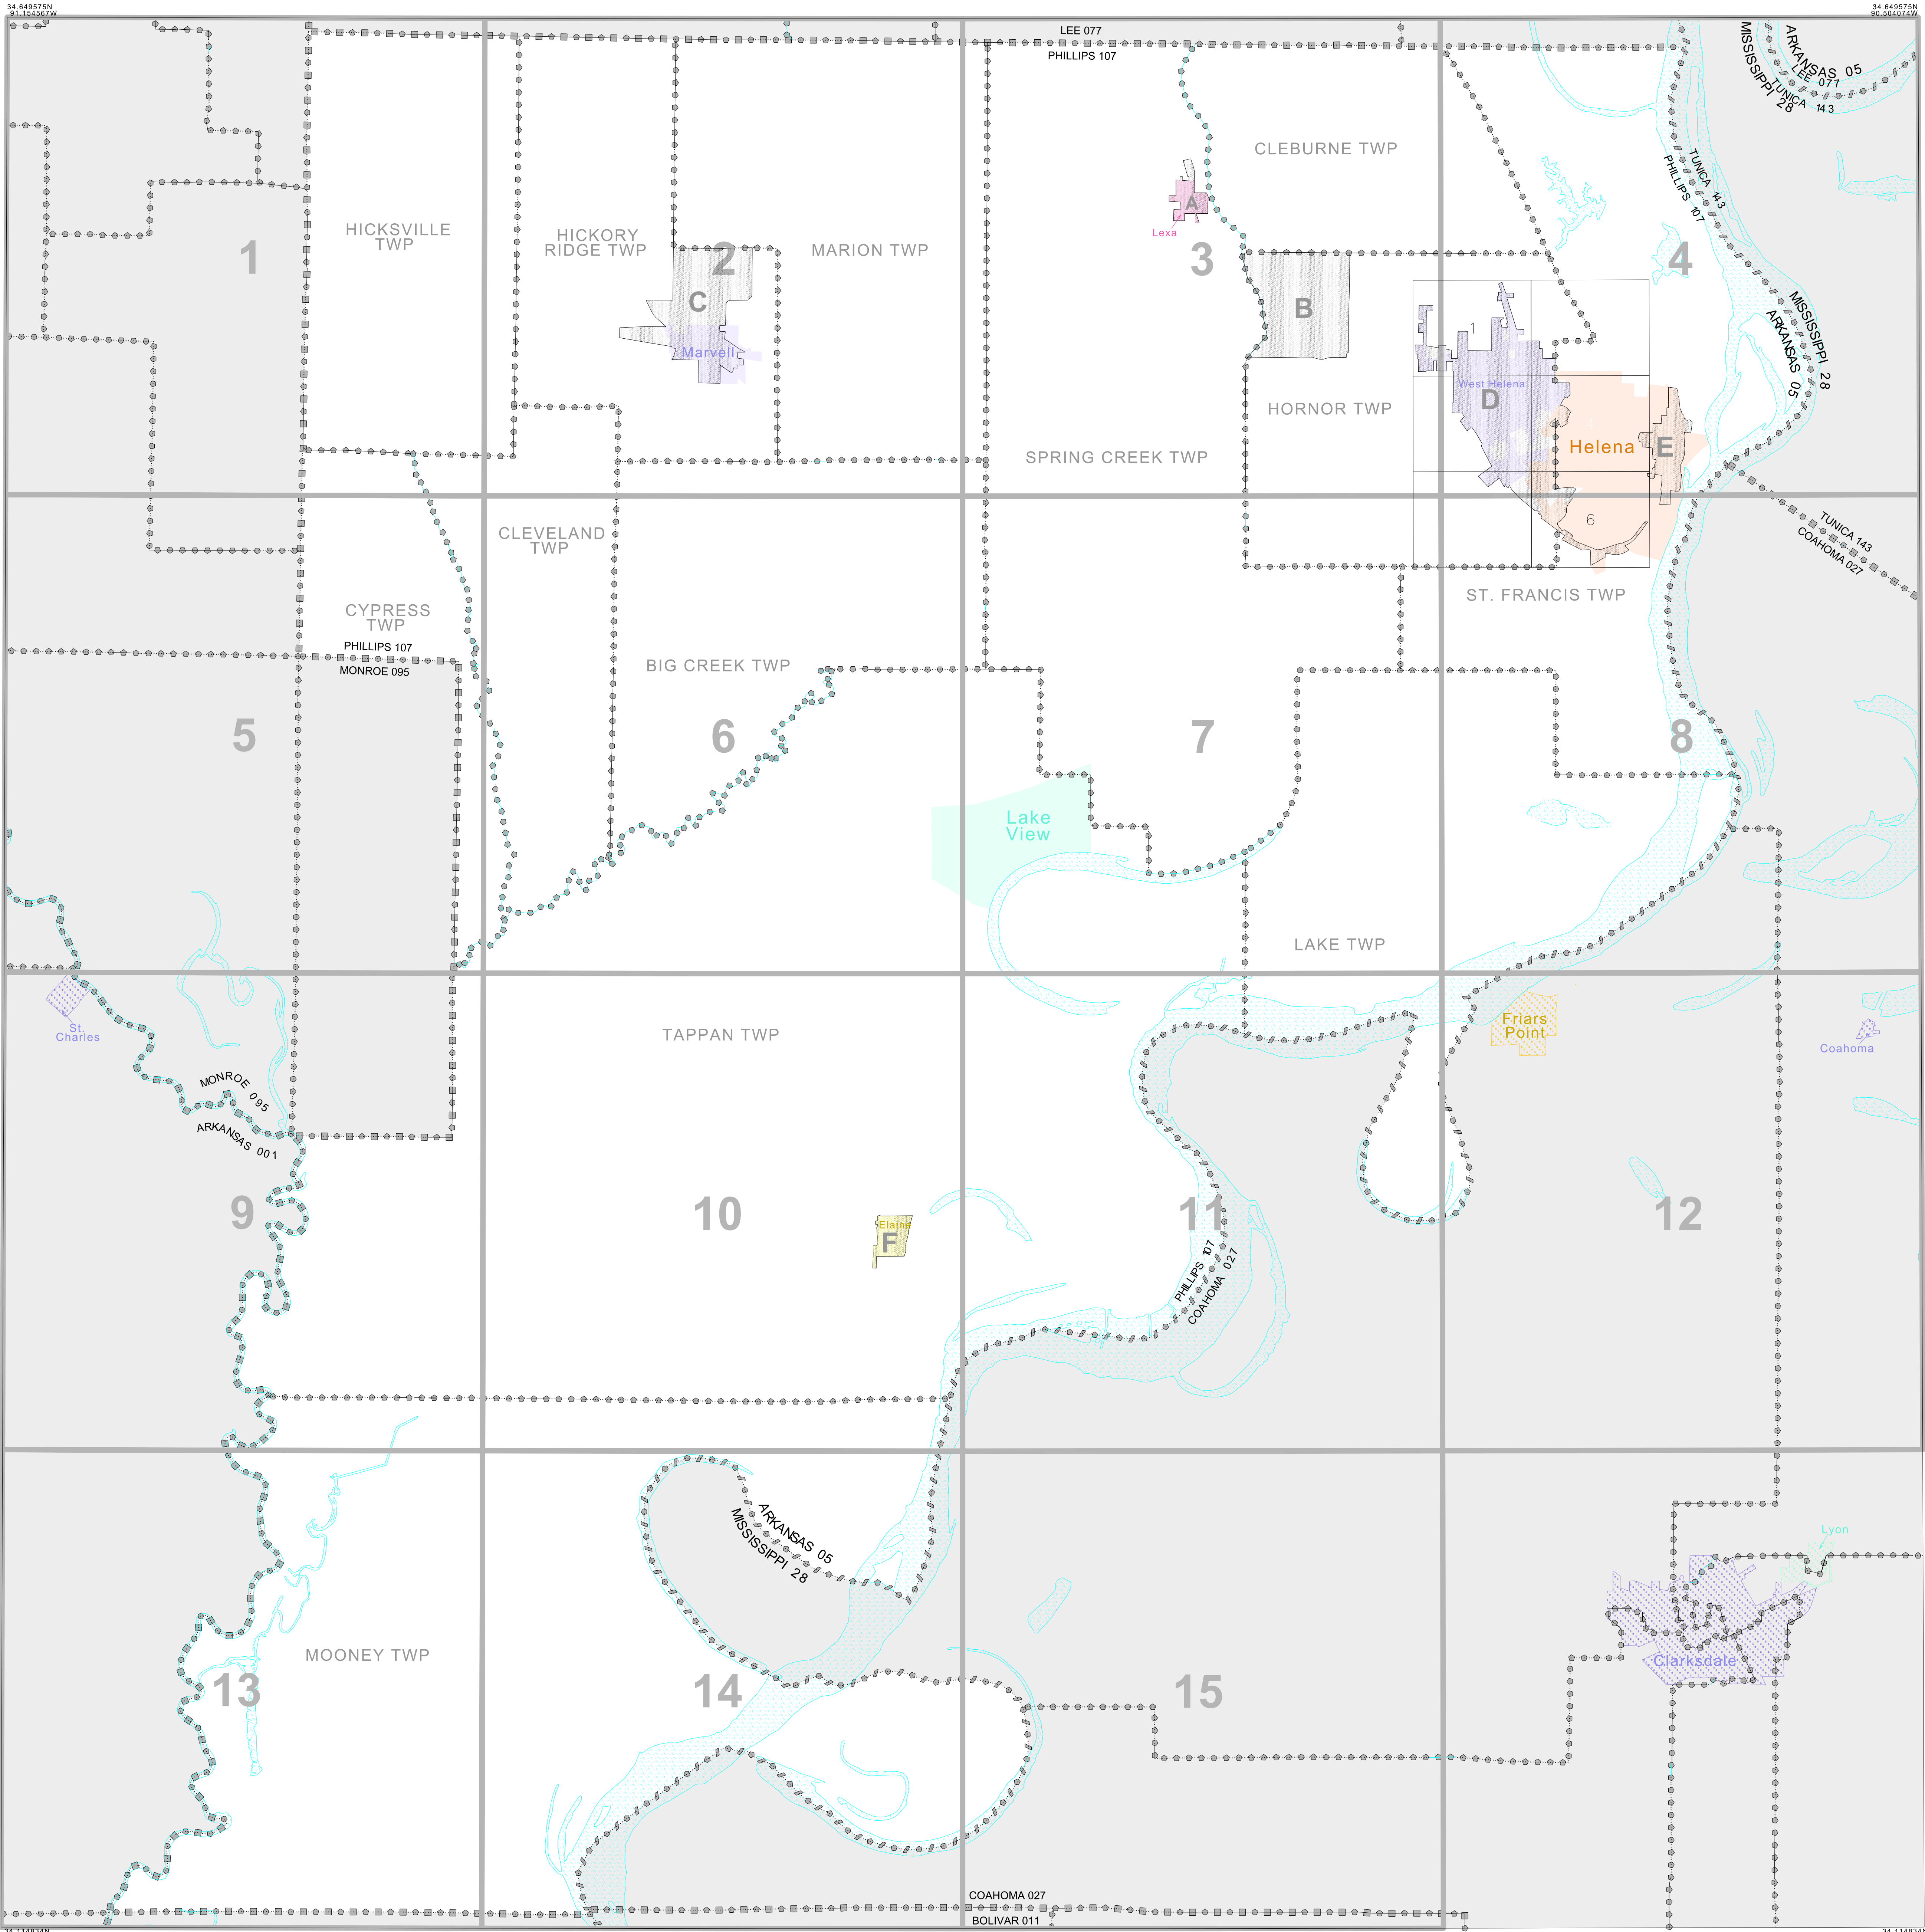 34.649575N
91.154567W
34.649575N
90.504074W
LEE 077
PHILLIPS 107
MISSISSIPPI 28
ARKANSAS 05
LEE 077
TUNICA 143
CLEBURNE TWP
TUNICA 143
PHILLIPS 107
A
Lexa
HICKSVILLE
TWP
HICKORY
RIDGE TWP
MARION TWP
1
2
3
4
C
B
Marvell
1
MISSISSIPPI 28
ARKANSAS 05
West Helena
D
HORNOR TWP
Helena
E
SPRING CREEK TWP
6
CLEVELAND
TWP
TUNICA 143
COAHOMA 027
CYPRESS
TWP
ST. FRANCIS TWP
PHILLIPS 107
MONROE 095
BIG CREEK TWP
5
6
7
8
Lake
View
LAKE TWP
St.
Charles
TAPPAN TWP
Friars
Point
Coahoma
MONROE 095
ARKANSAS 001
9
10
11
12
Elaine
F
PHILLIPS 107
COAHOMA 027
ARKANSAS 05
MISSISSIPPI 28
Lyon
MOONEY TWP
Clarksdale
13
14
15
COAHOMA 027
BOLIVAR 011
34.114834N
34.114834N